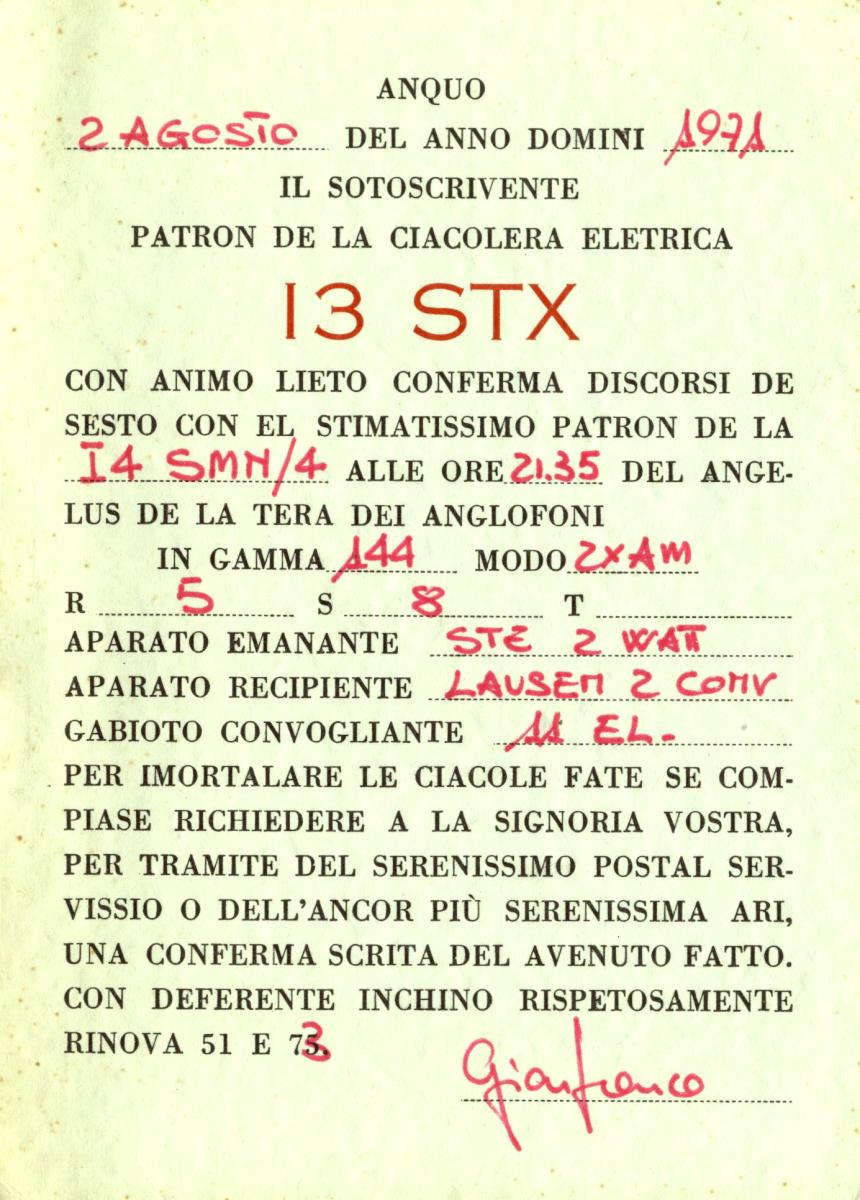 ANQUO
2 AGOSTO DEL ANNO DOMINI 1971
IL SOTOSCRIVENTE
PATRON DE LA CIACOLERA ELETRICA
I3 STX
CON ANIMO LIETO CONFERMA DISCORSI DE
SESTO CON EL STIMATISSIMO PATRON DE LA
I4 SMN/4 ALLE ORE 21.35 DEL ANGE-
LUS DE LA TERA DEI ANGLOFONI
IN GAMMA 144 MODO 2XAM
R 5 S 8 T
APARATO EMANANTE STE 2 WATT
APARATO RECIPIENTE LAUSEN 2 CONV
GABIOTO CONVOGLIANTE 11 EL.
PER IMORTALARE LE CIACOLE FATE SE COM-
PIASE RICHIEDERE A LA SIGNORIA VOSTRA,
PER TRAMITE DEL SERENISSIMO POSTAL SER-
VISSIO O DELL'ANCOR PIÙ SERENISSIMA ARI,
UNA CONFERMA SCRITA DEL AVENUTO FATTO.
CON DEFERENTE INCHINO RISPETOSAMENTE
RINOVA 51 E 73.
Gianfranco